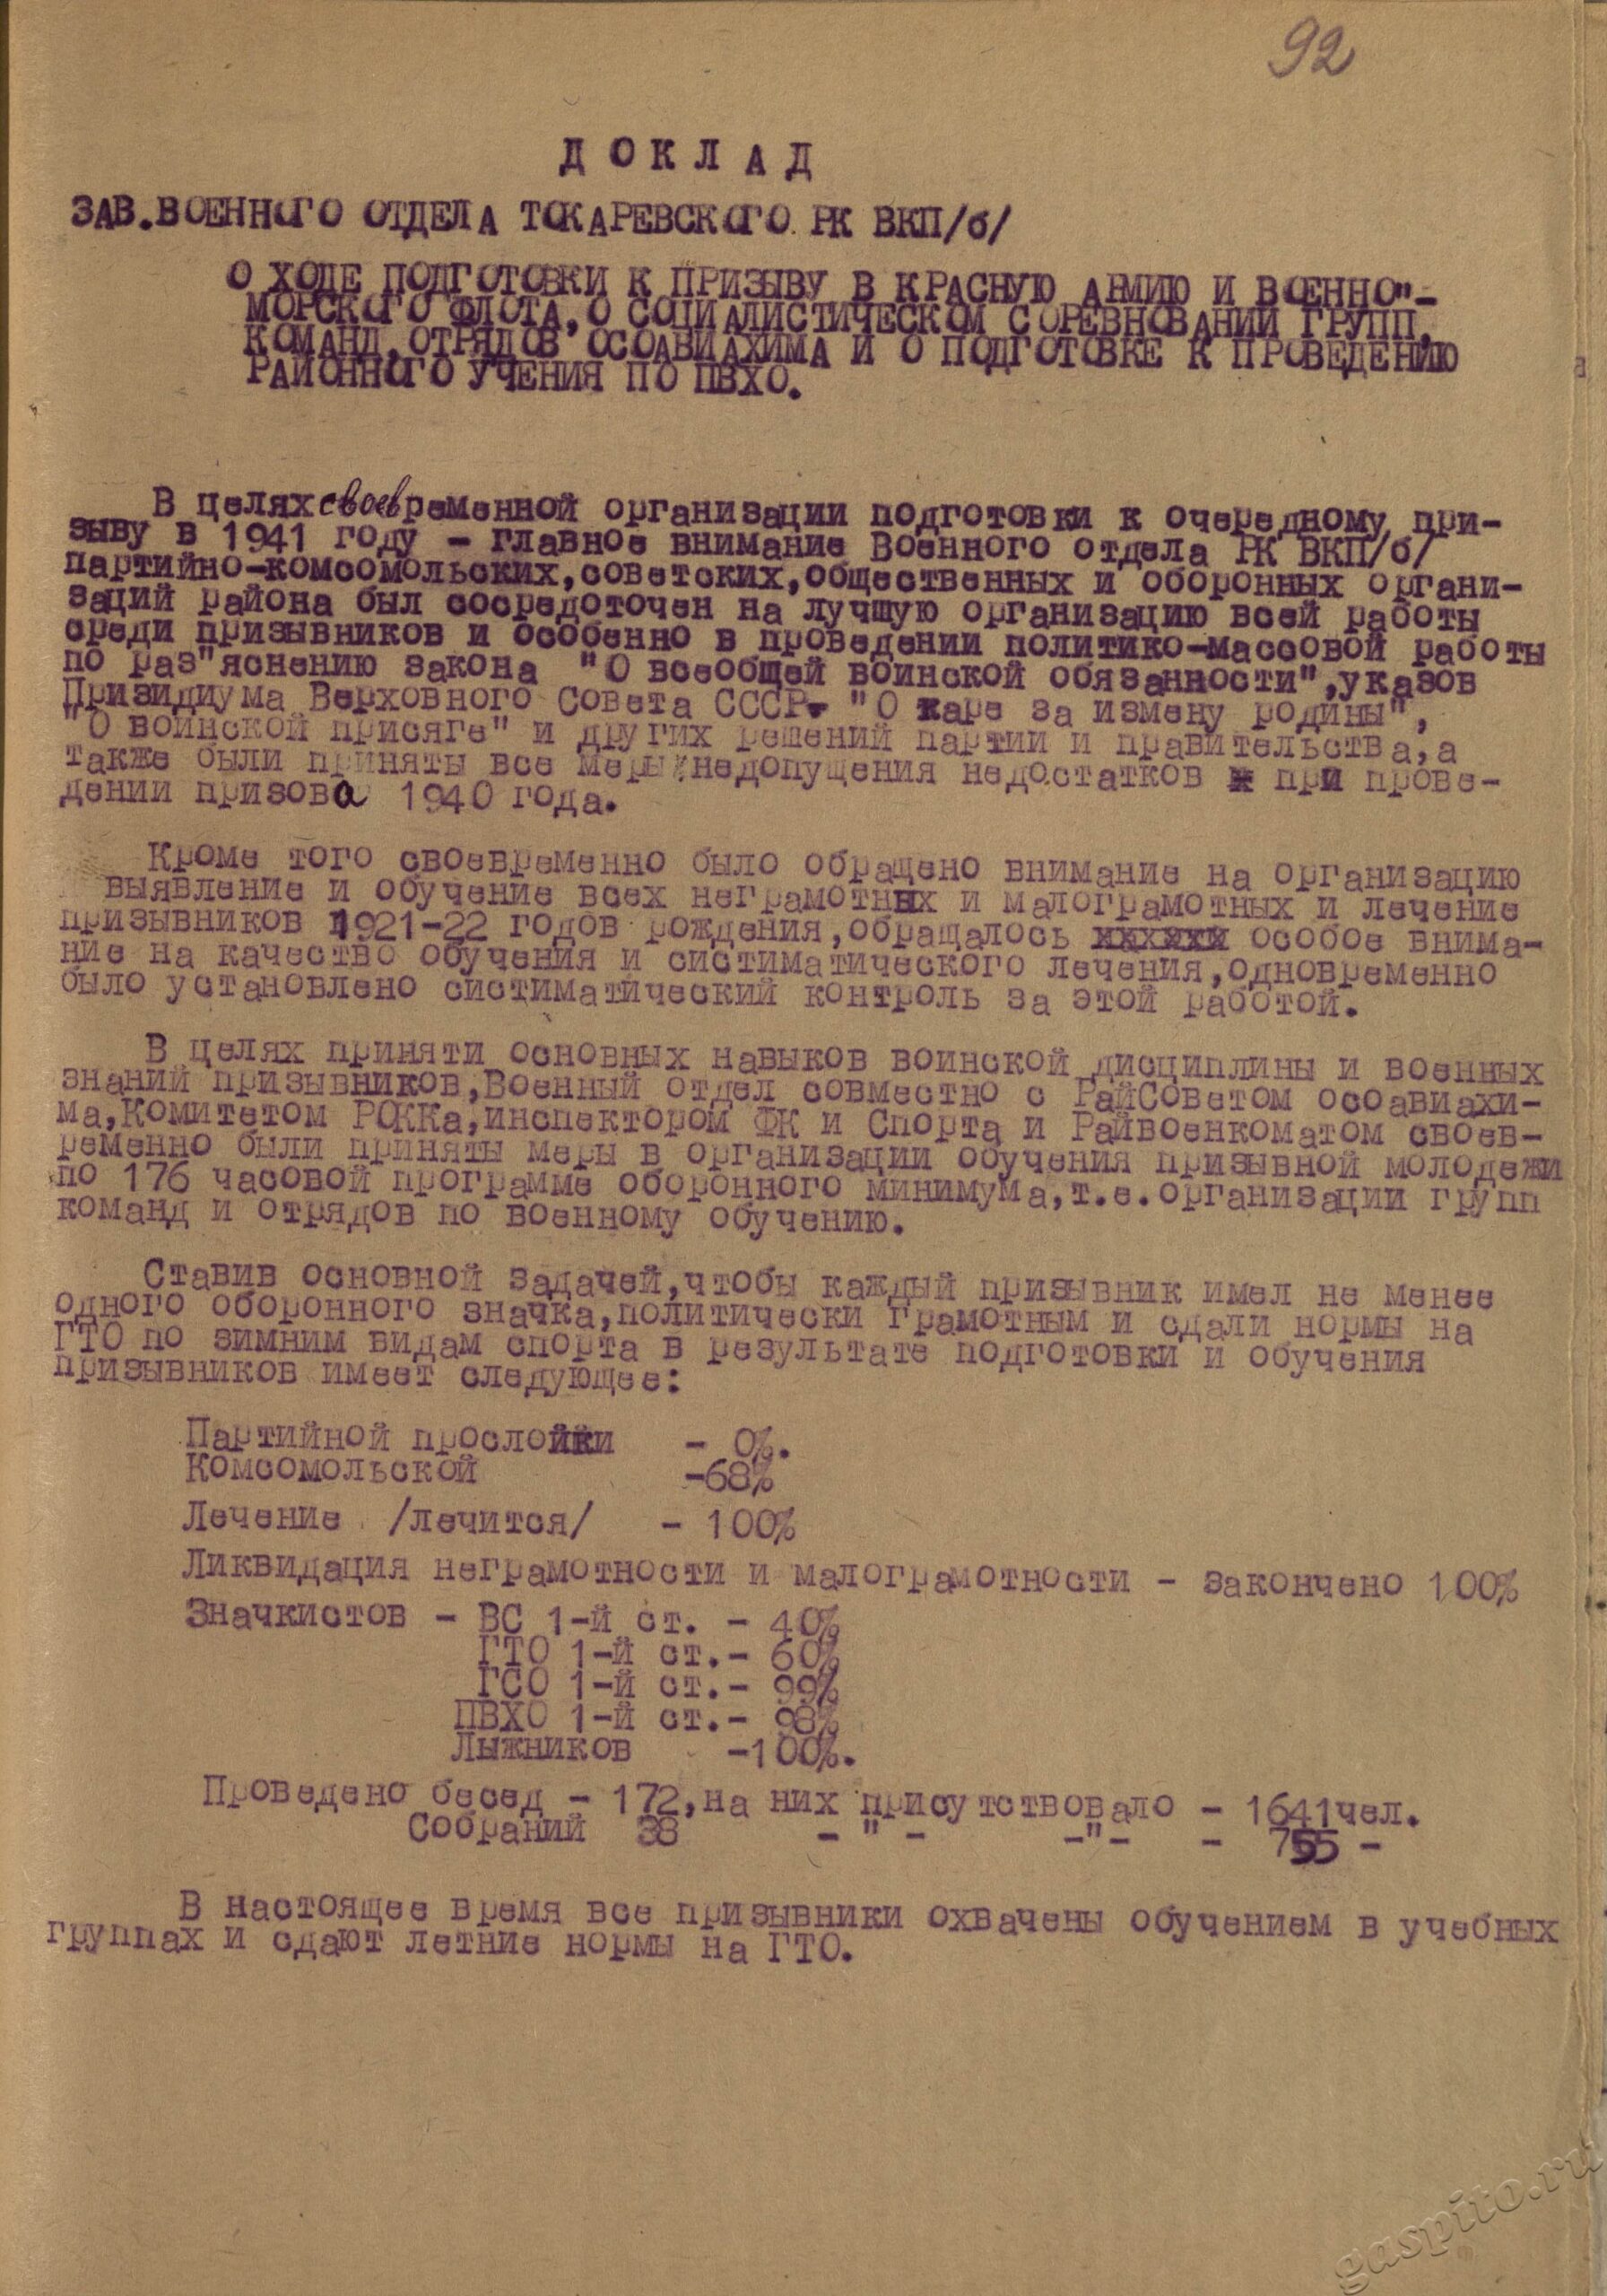 92
ДОКЛАД
ЗАВ.ВОЕННОГО ОТДЕЛА ТОКАРЕВСКОГО РК ВКП/б/
О ХОДЕ ПОДГОТОВКИ К ПРИЗЫВУ В КРАСНУЮ АРМИЮ И ВОЕННО"-
МОРСКОГО ФЛОТА, О СОЦИАЛИСТИЧЕСКОМ СОРЕВНОВАНИИ ГРУПП,
КОМАНД, ОТРЯДОВ ОСОАВИАХИМА И О ПОДГОТОВКЕ К ПРОВЕДЕНИЮ
РАЙОННОГО УЧЕНИЯ ПО ПВХО.
В целях своевременной организации подготовки к очередному при-
зыву в 1941 году - главное внимание Военного отдела РК ВКП/б/
партийно-комсомольских,советских,общественных и оборонных органи-
заций района был сосредоточен на лучшую организацию всей работы
среди призывников и особенно в проведении политико-массовой работы
по раз"яснению закона "О всеобщей воинской обязанности",указов
Призидиума Верховного Совета СССР- "О каре за измену родины",
"О воинской присяге" и других решений партии и правительства,а
также были приняты все меры недопущения недостатков при прове-
дении призова 1940 года.
Кроме того своевременно было обращено внимание на организацию
выявление и обучение всех неграмотных и малограмотных и лечение
призывников 1921-22 годов рождения,обращалось ххххххх особое внима-
ние на качество обучения и систиматического лечения,одновременно
было установлено систиматический контроль за этой работой.
В целях приняти основных навыков воинской дисциплины и военных
знаний призывников,Военный отдел совместно с РайСоветом осоавиахи-
ма,Комитетом РОККа,инспектором ФК и Спорта и Райвоенкоматом своев-
ременно были приняты меры в организации обучения призывной молодежи
по 176 часовой программе оборонного минимума,т.е.организации групп
команд и отрядов по военному обучению.
Ставив основной задачей,чтобы каждый призывник имел не менее
одного оборонного значка,политически грамотным и сдали нормы на
ГТО по зимним видам спорта в результате подготовки и обучения
призывников имеет следующее:
Партийной прослойки - 0%.
Комсомольской -68%
Лечение /лечится/ - 100%
Ликвидация неграмотности и малограмотности - закончено 100%
Значкистов - ВС 1-й ст. - 40%
ГТО 1-й ст.- 60%
ГСО 1-й ст.- 99%
ПВХО 1-й ст.- 98%
Лыжников -100%.
Проведено бесед - 172,на них присутствовало - 1641чел.
Собраний 38 - " - -"- - 755 -
В настоящее время все призывники охвачены обучением в учебных
группах и сдают летние нормы на ГТО.
gaspito.ru